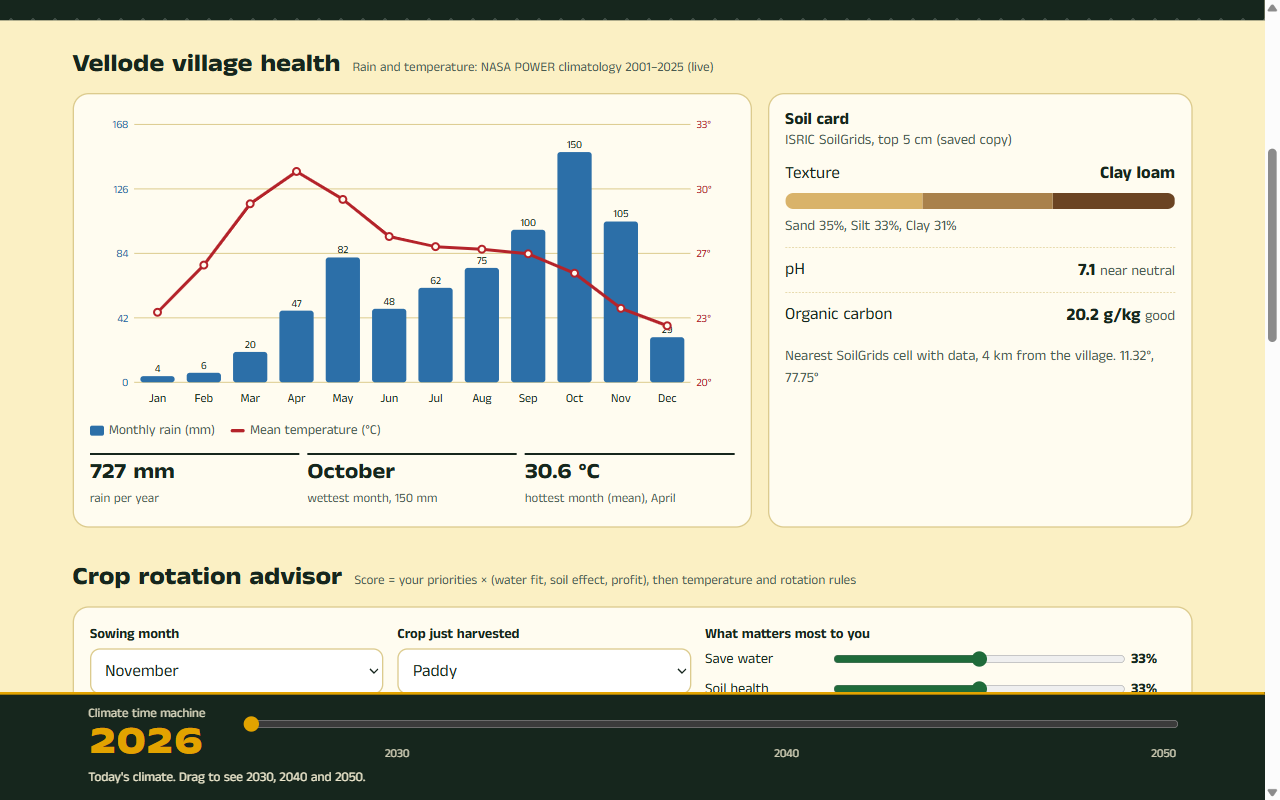 Vellode village health Rain and temperature: NASA POWER climatology 2001–2025 (live)
168 33°
126 30°
84 27°
42 23°
0 20°
4 6 20 47 82 48 62 75 100 150 105 29
Jan Feb Mar Apr May Jun Jul Aug Sep Oct Nov Dec
Monthly rain (mm) Mean temperature (°C)
727 mm October 30.6 °C
rain per year wettest month, 150 mm hottest month (mean), April
Soil card
ISRIC SoilGrids, top 5 cm (saved copy)
Texture Clay loam
Sand 35%, Silt 33%, Clay 31%
pH 7.1 near neutral
Organic carbon 20.2 g/kg good
Nearest SoilGrids cell with data, 4 km from the village. 11.32°,
77.75°
Crop rotation advisor Score = your priorities × (water fit, soil effect, profit), then temperature and rotation rules
Sowing month Crop just harvested What matters most to you
November Paddy Save water 33%
Soil health 33%
Climate time machine
2026
2030 2040 2050
Today's climate. Drag to see 2030, 2040 and 2050.